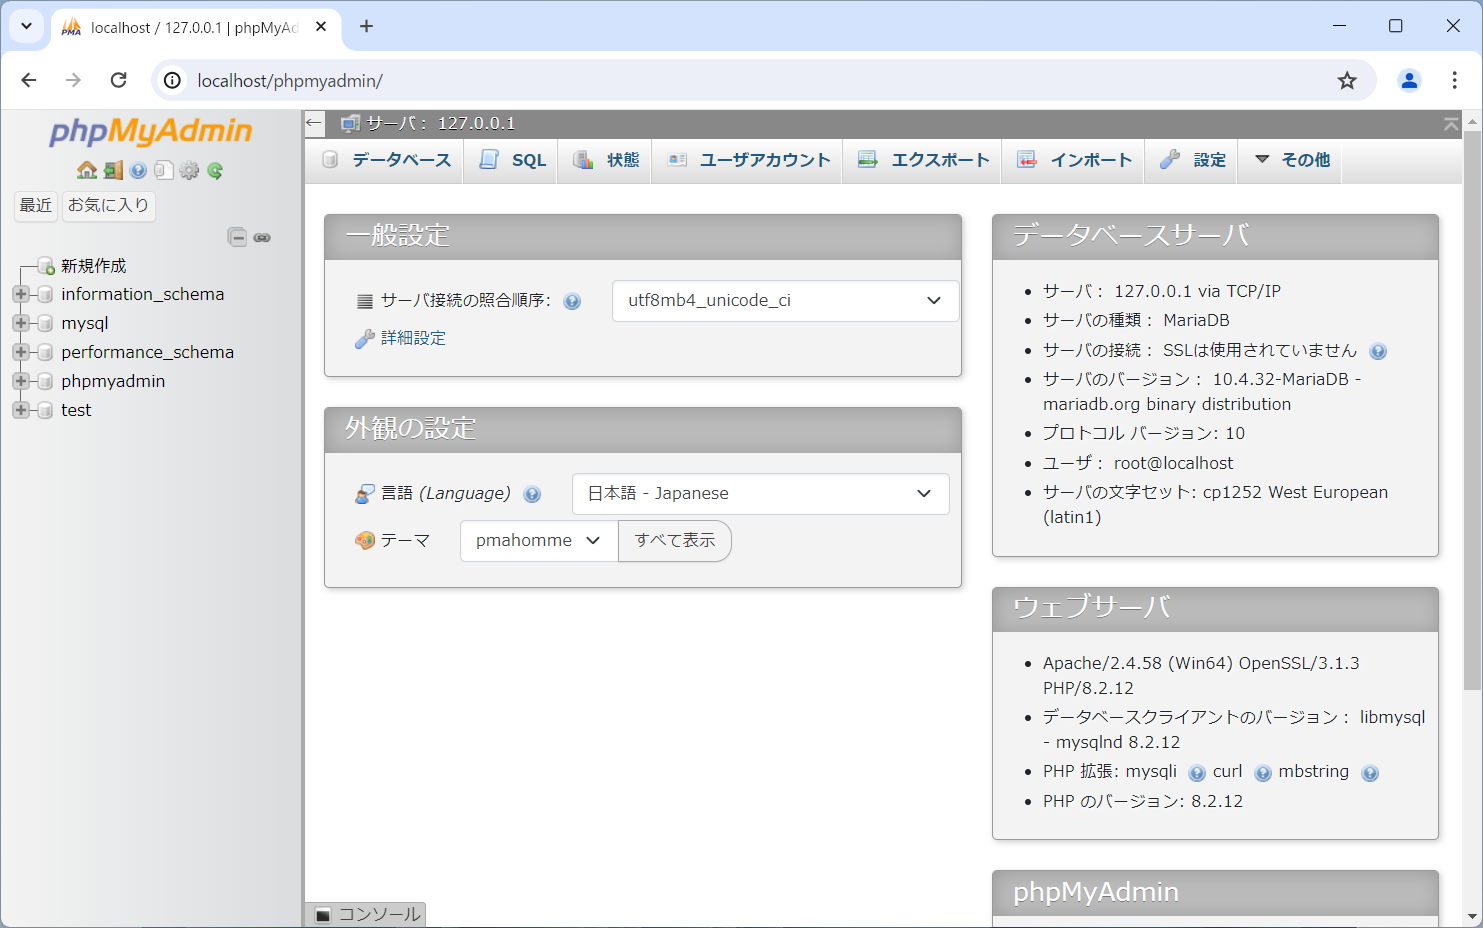 localhost / 127.0.0.1 | phpMyAd
localhost/phpmyadmin/
phpMyAdmin
最近 お気に入り
新規作成
information_schema
mysql
performance_schema
phpmyadmin
test
サーバ： 127.0.0.1
データベース SQL 状態 ユーザアカウント エクスポート インポート 設定 その他
一般設定
サーバ接続の照合順序: utf8mb4_unicode_ci
詳細設定
外観の設定
言語 (Language) 日本語 - Japanese
テーマ pmahomme すべて表示
データベースサーバ
サーバ： 127.0.0.1 via TCP/IP
サーバの種類： MariaDB
サーバの接続： SSLは使用されていません
サーバのバージョン： 10.4.32-MariaDB -
mariadb.org binary distribution
プロトコル バージョン: 10
ユーザ： root@localhost
サーバの文字セット: cp1252 West European
(latin1)
ウェブサーバ
Apache/2.4.58 (Win64) OpenSSL/3.1.3
PHP/8.2.12
データベースクライアントのバージョン： libmysql
- mysqlnd 8.2.12
PHP 拡張: mysqli curl mbstring
PHP のバージョン: 8.2.12
phpMyAdmin
コンソール